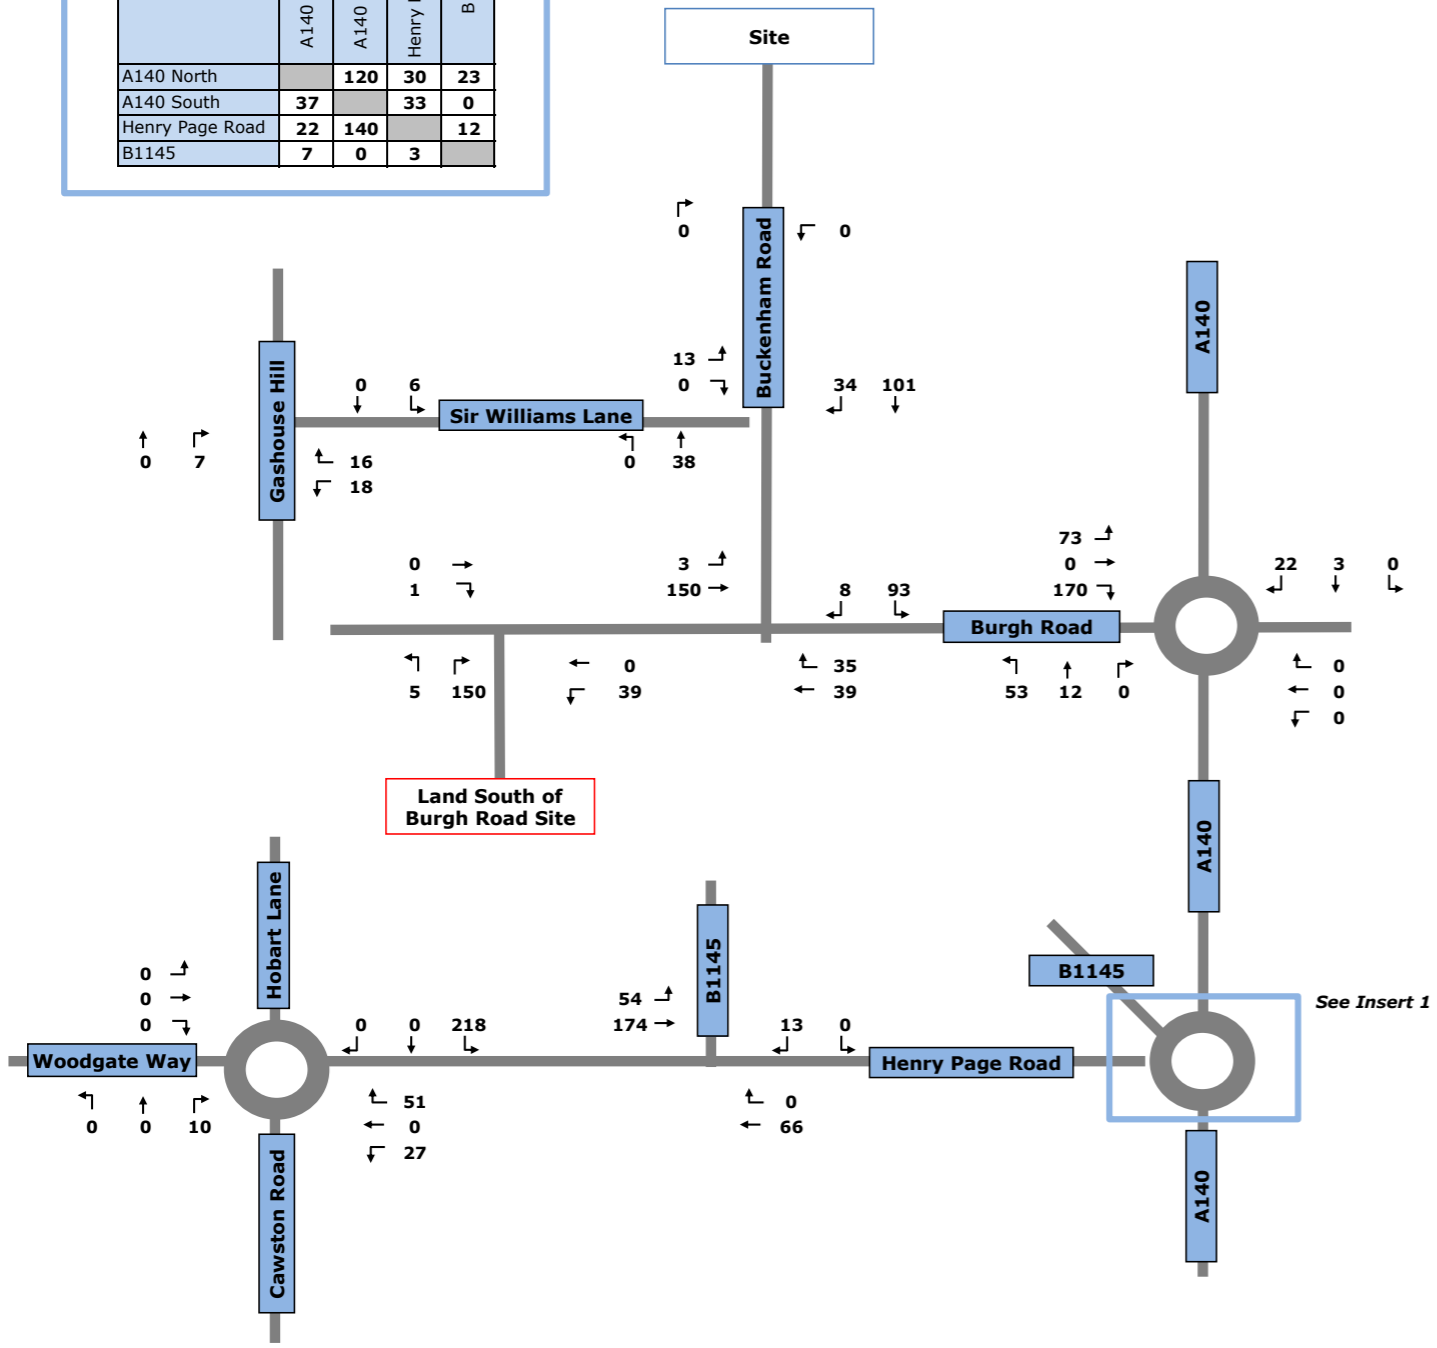 A140
A140
Henry
B
A140 North 120 30 23
A140 South 37 33 0
Henry Page Road 22 140 12
B1145 7 0 3
Site
0
0
Buckenham Road
A140
Gashouse Hill
0 6
Sir Williams Lane
13
0
34 101
0 7
16
18
0 38
0
1
3
150
8 93
Burgh Road
73
0
170
22 3 0
5 150
0
39
35
39
53 12 0
0
0
0
Land South of
Burgh Road Site
A140
Hobart Lane
B1145
B1145
See Insert 1
0
0
0
Woodgate Way
0 0 218
54
174
13 0
Henry Page Road
0 0 10
51
0
27
0
66
Cawston Road
A140